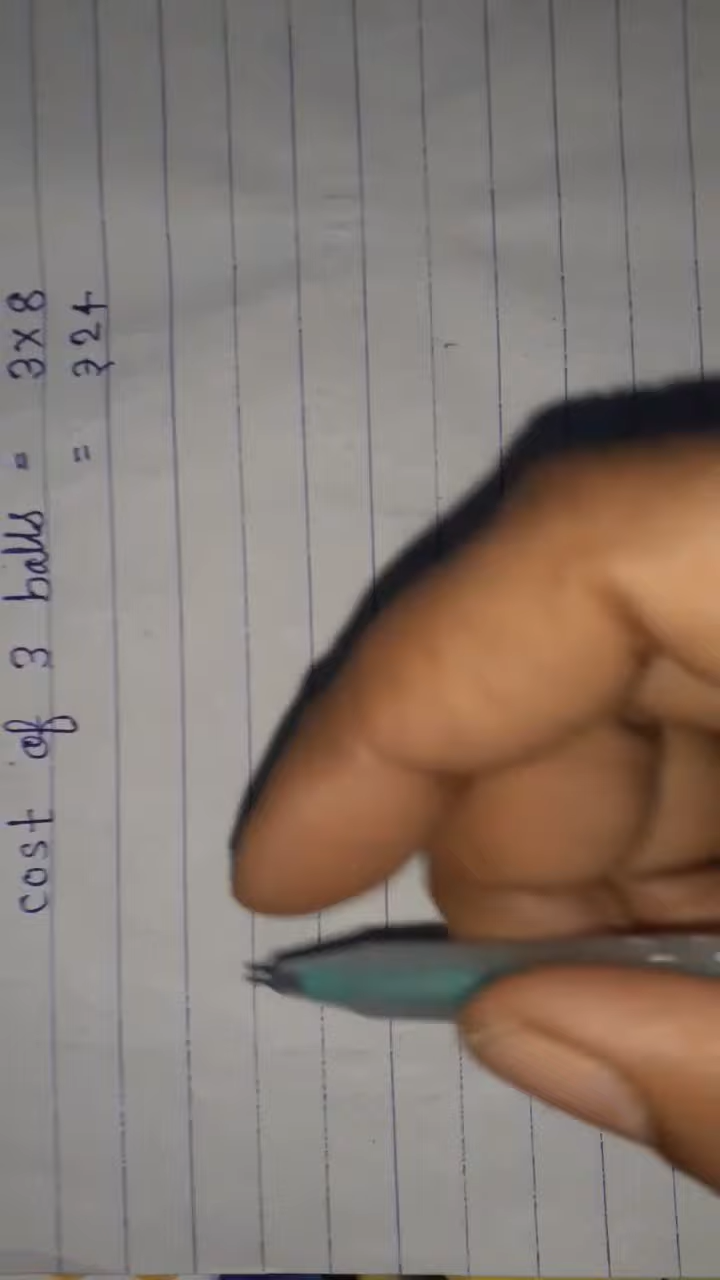 cost of 3 balls = 3×8
= ₹24